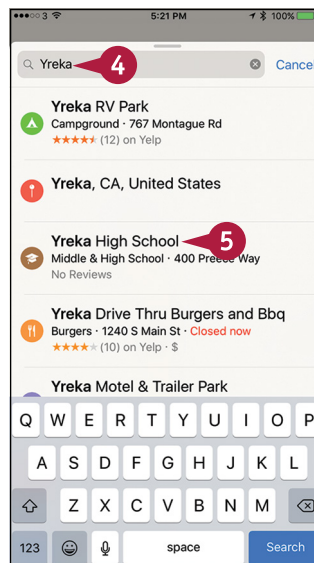 3 5:21 PM 100%
Yreka 4 Cancel
Yreka RV Park
Campground · 767 Montague Rd
(12) on Yelp
Yreka, CA, United States
Yreka High School 5
Middle & High School · 400 Preece Way
No Reviews
Yreka Drive Thru Burgers and Bbq
Burgers · 1240 S Main St · Closed now
(10) on Yelp · $
Yreka Motel & Trailer Park
Q W E R T Y U I O P
A S D F G H J K L
Z X C V B N M
123 space Search